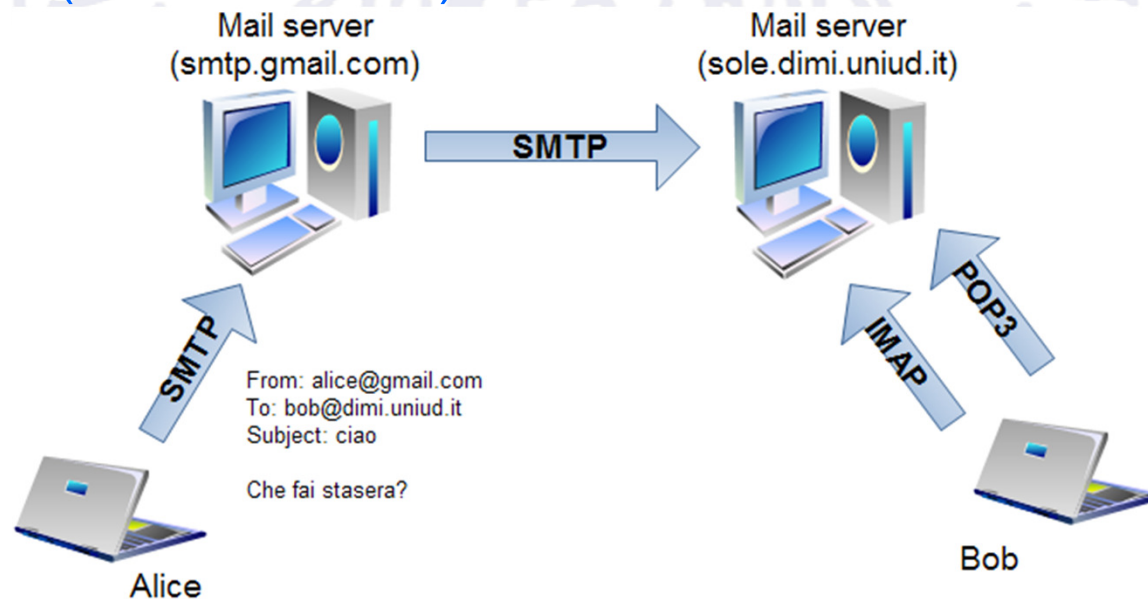 Mail server
(smtp.gmail.com)
Mail server
(sole.dimi.uniud.it)
SMTP
SMTP
From: alice@gmail.com
To: bob@dimi.uniud.it
Subject: ciao
Che fai stasera?
IMAP
POP3
Alice
Bob